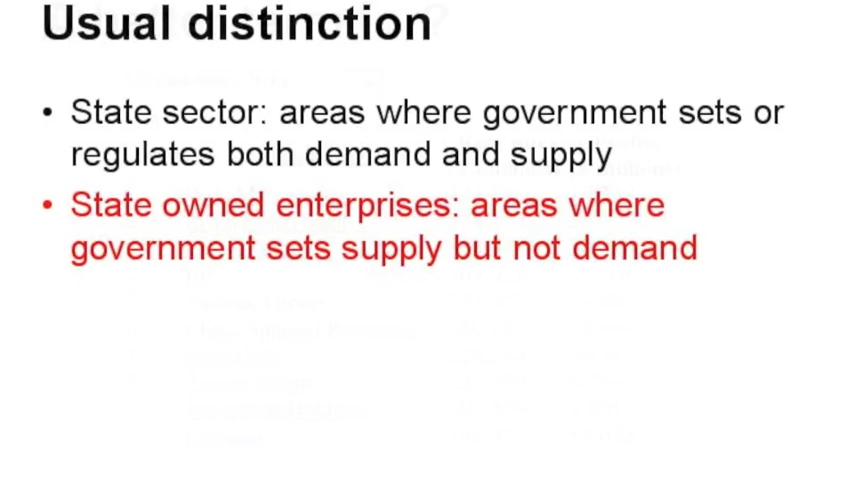 Usual distinction
• State sector: areas where government sets or
regulates both demand and supply
• State owned enterprises: areas where
government sets supply but not demand